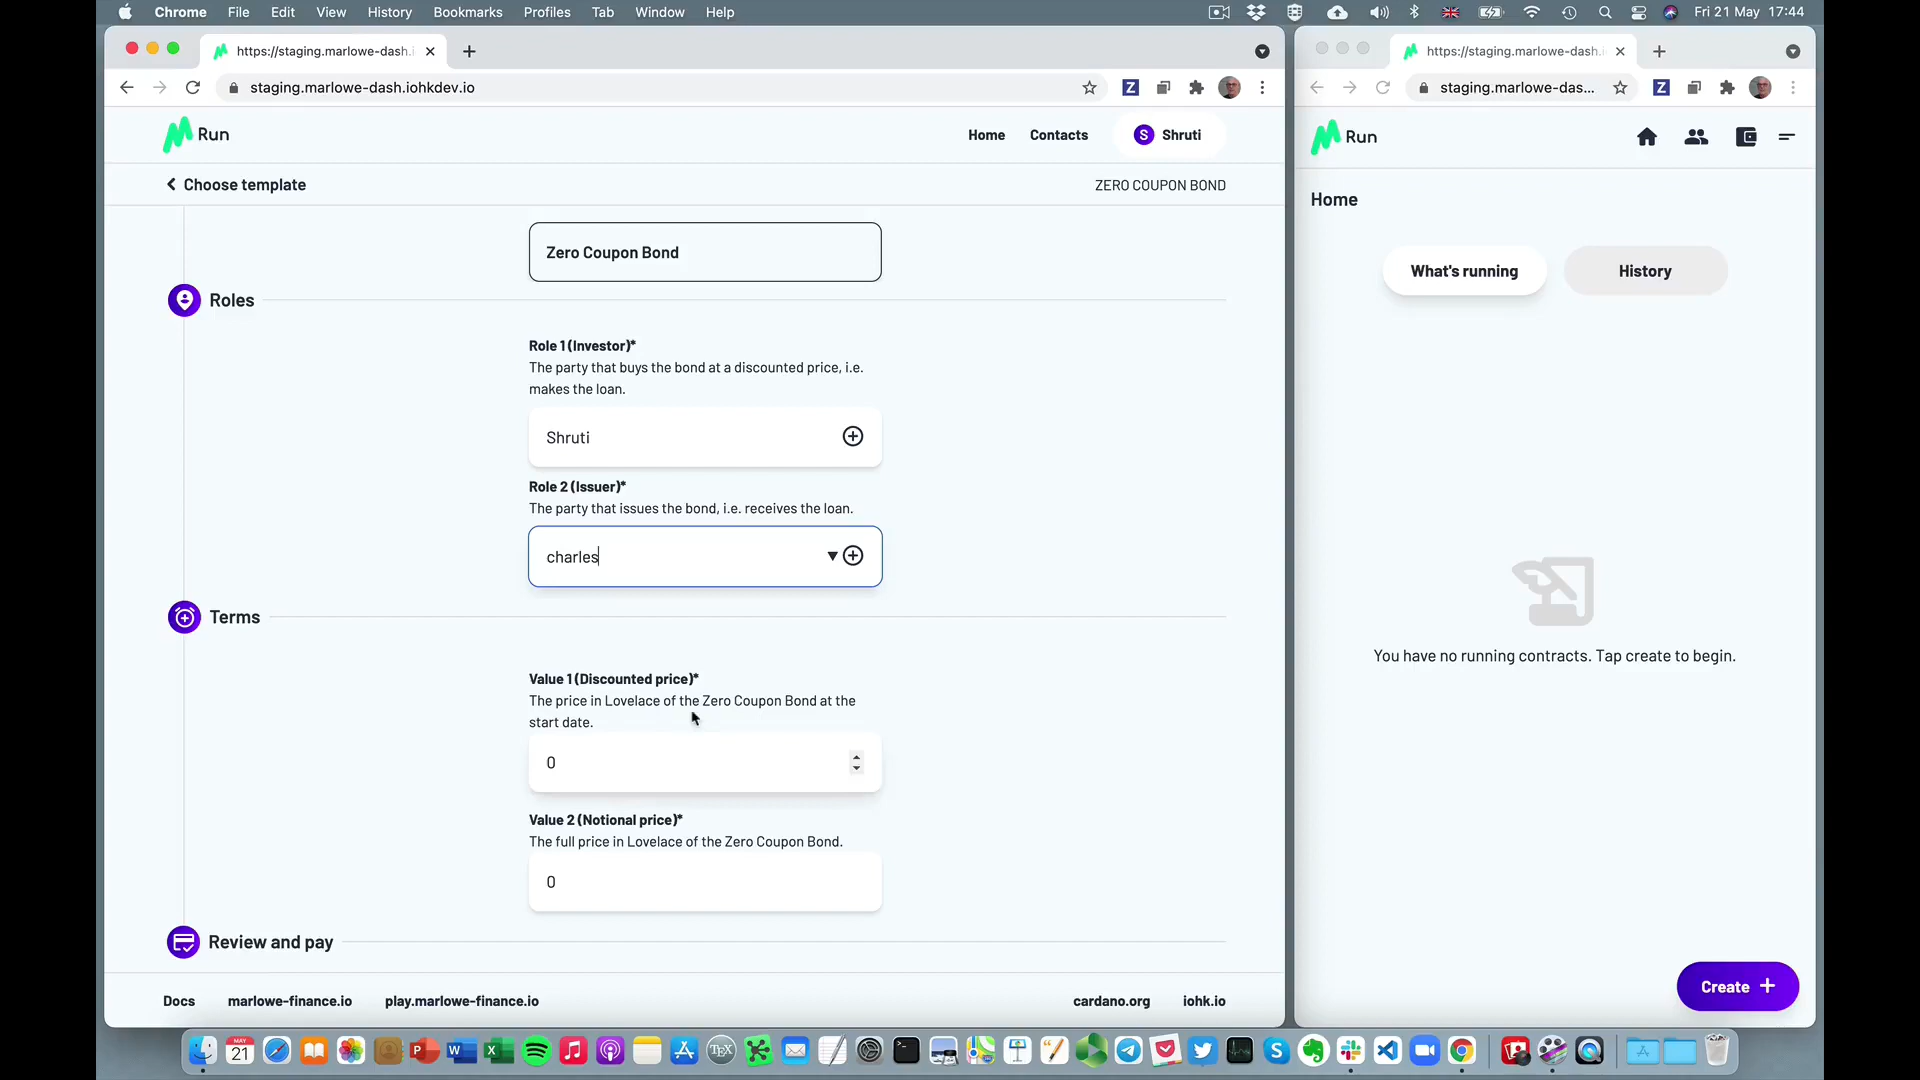 Chrome File Edit View History Bookmarks Profiles Tab Window Help Fri 21 May 17:44
https://staging.marlowe-dash.i
staging.marlowe-dash.iohkdev.io
Run
Home Contacts S Shruti
Choose template ZERO COUPON BOND
Zero Coupon Bond
Roles
Role 1 (Investor)*
The party that buys the bond at a discounted price, i.e.
makes the loan.
Shruti
Role 2 (Issuer)*
The party that issues the bond, i.e. receives the loan.
charles
Terms
Value 1 (Discounted price)*
The price in Lovelace of the Zero Coupon Bond at the
start date.
0
Value 2 (Notional price)*
The full price in Lovelace of the Zero Coupon Bond.
0
Review and pay
Docs marlowe-finance.io play.marlowe-finance.io cardano.org iohk.io
https://staging.marlowe-dash.
staging.marlowe-das...
Run
Home
What's running History
You have no running contracts. Tap create to begin.
Create +
MAY
21
TEX